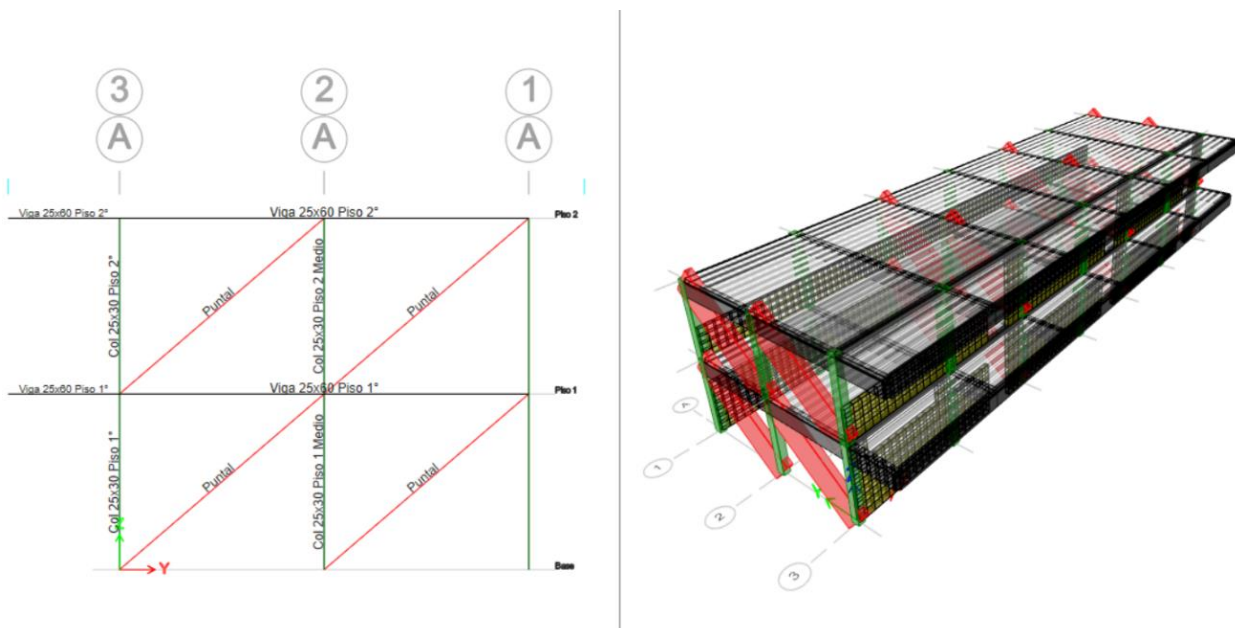 3
2
1
A
A
A
Viga 25x60 Piso 2°
Viga 25x60 Piso 2°
Piso 2
Col 25x30 Piso 2°
Puntal
Col 25x30 Piso 2 Medio
Puntal
Viga 25x60 Piso 1°
Viga 25x60 Piso 1°
Piso 1
Col 25x30 Piso 1°
Puntal
Col 25x30 Piso 1 Medio
Puntal
Y
Base
1
2
3